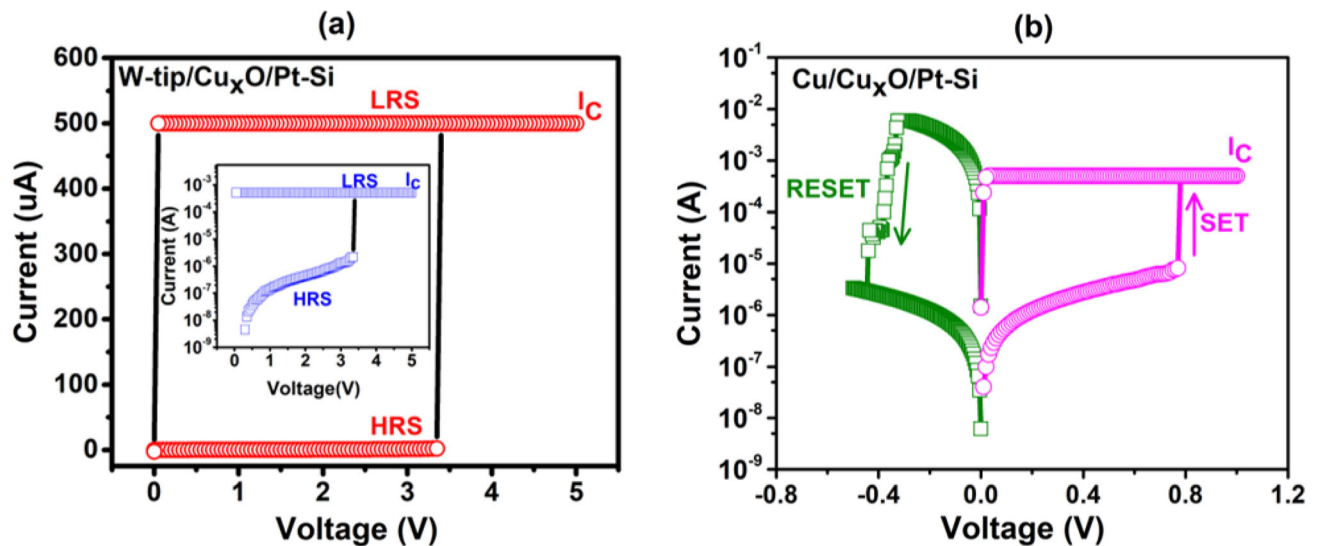 (a)
(b)
600
500
400
300
200
100
0
Current (uA)
W-tip/CuₓO/Pt-Si
LRS
I_C
HRS
10⁻³
10⁻⁴
10⁻⁵
10⁻⁶
10⁻⁷
10⁻⁸
10⁻⁹
Current (A)
LRS
I_C
HRS
0 1 2 3 4 5
Voltage(V)
0 1 2 3 4 5
Voltage (V)
10⁻¹
10⁻²
10⁻³
10⁻⁴
10⁻⁵
10⁻⁶
10⁻⁷
10⁻⁸
10⁻⁹
Current (A)
Cu/CuₓO/Pt-Si
I_C
RESET
SET
-0.8 -0.4 0.0 0.4 0.8 1.2
Voltage (V)